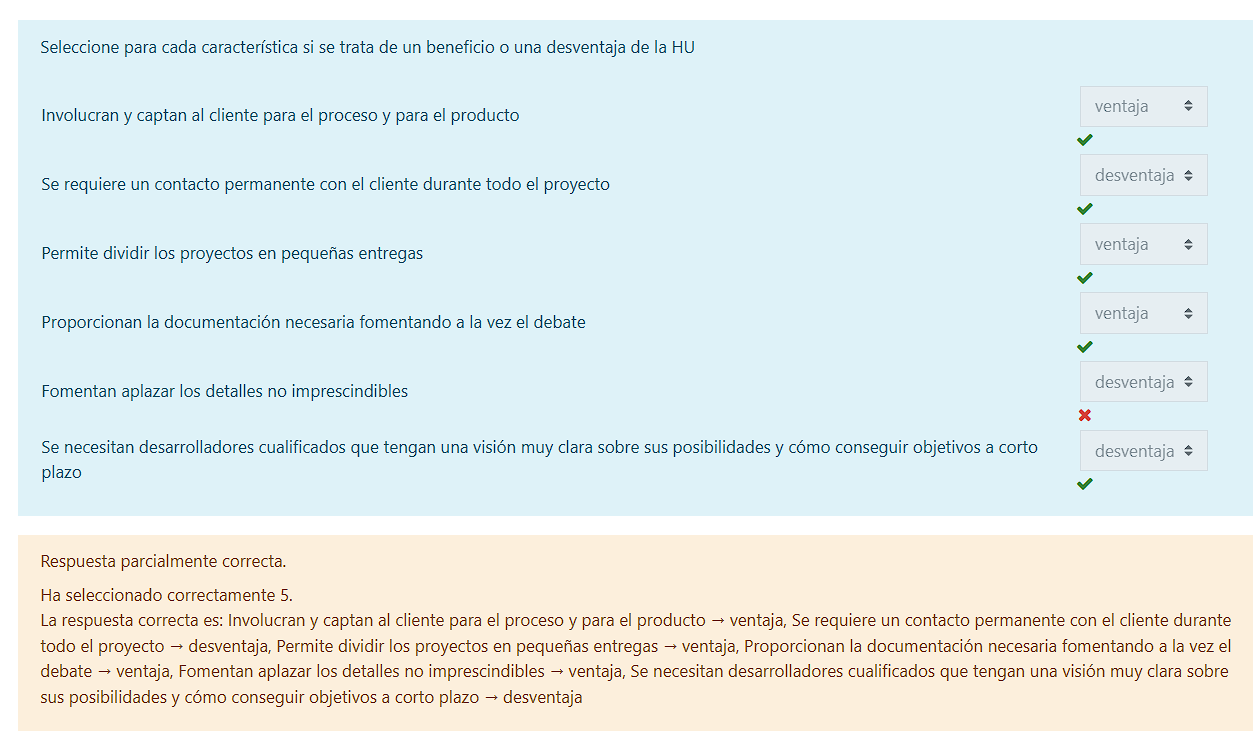 Seleccione para cada característica si se trata de un beneficio o una desventaja de la HU
Involucran y captan al cliente para el proceso y para el producto
ventaja
Se requiere un contacto permanente con el cliente durante todo el proyecto
desventaja
Permite dividir los proyectos en pequeñas entregas
ventaja
Proporcionan la documentación necesaria fomentando a la vez el debate
ventaja
Fomentan aplazar los detalles no imprescindibles
desventaja
Se necesitan desarrolladores cualificados que tengan una visión muy clara sobre sus posibilidades y cómo conseguir objetivos a corto
plazo
desventaja
Respuesta parcialmente correcta.
Ha seleccionado correctamente 5.
La respuesta correcta es: Involucran y captan al cliente para el proceso y para el producto → ventaja, Se requiere un contacto permanente con el cliente durante
todo el proyecto → desventaja, Permite dividir los proyectos en pequeñas entregas → ventaja, Proporcionan la documentación necesaria fomentando a la vez el
debate → ventaja, Fomentan aplazar los detalles no imprescindibles → ventaja, Se necesitan desarrolladores cualificados que tengan una visión muy clara sobre
sus posibilidades y cómo conseguir objetivos a corto plazo → desventaja